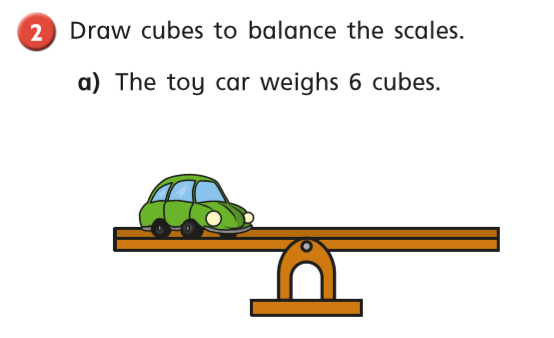 2 Draw cubes to balance the scales.
a) The toy car weighs 6 cubes.